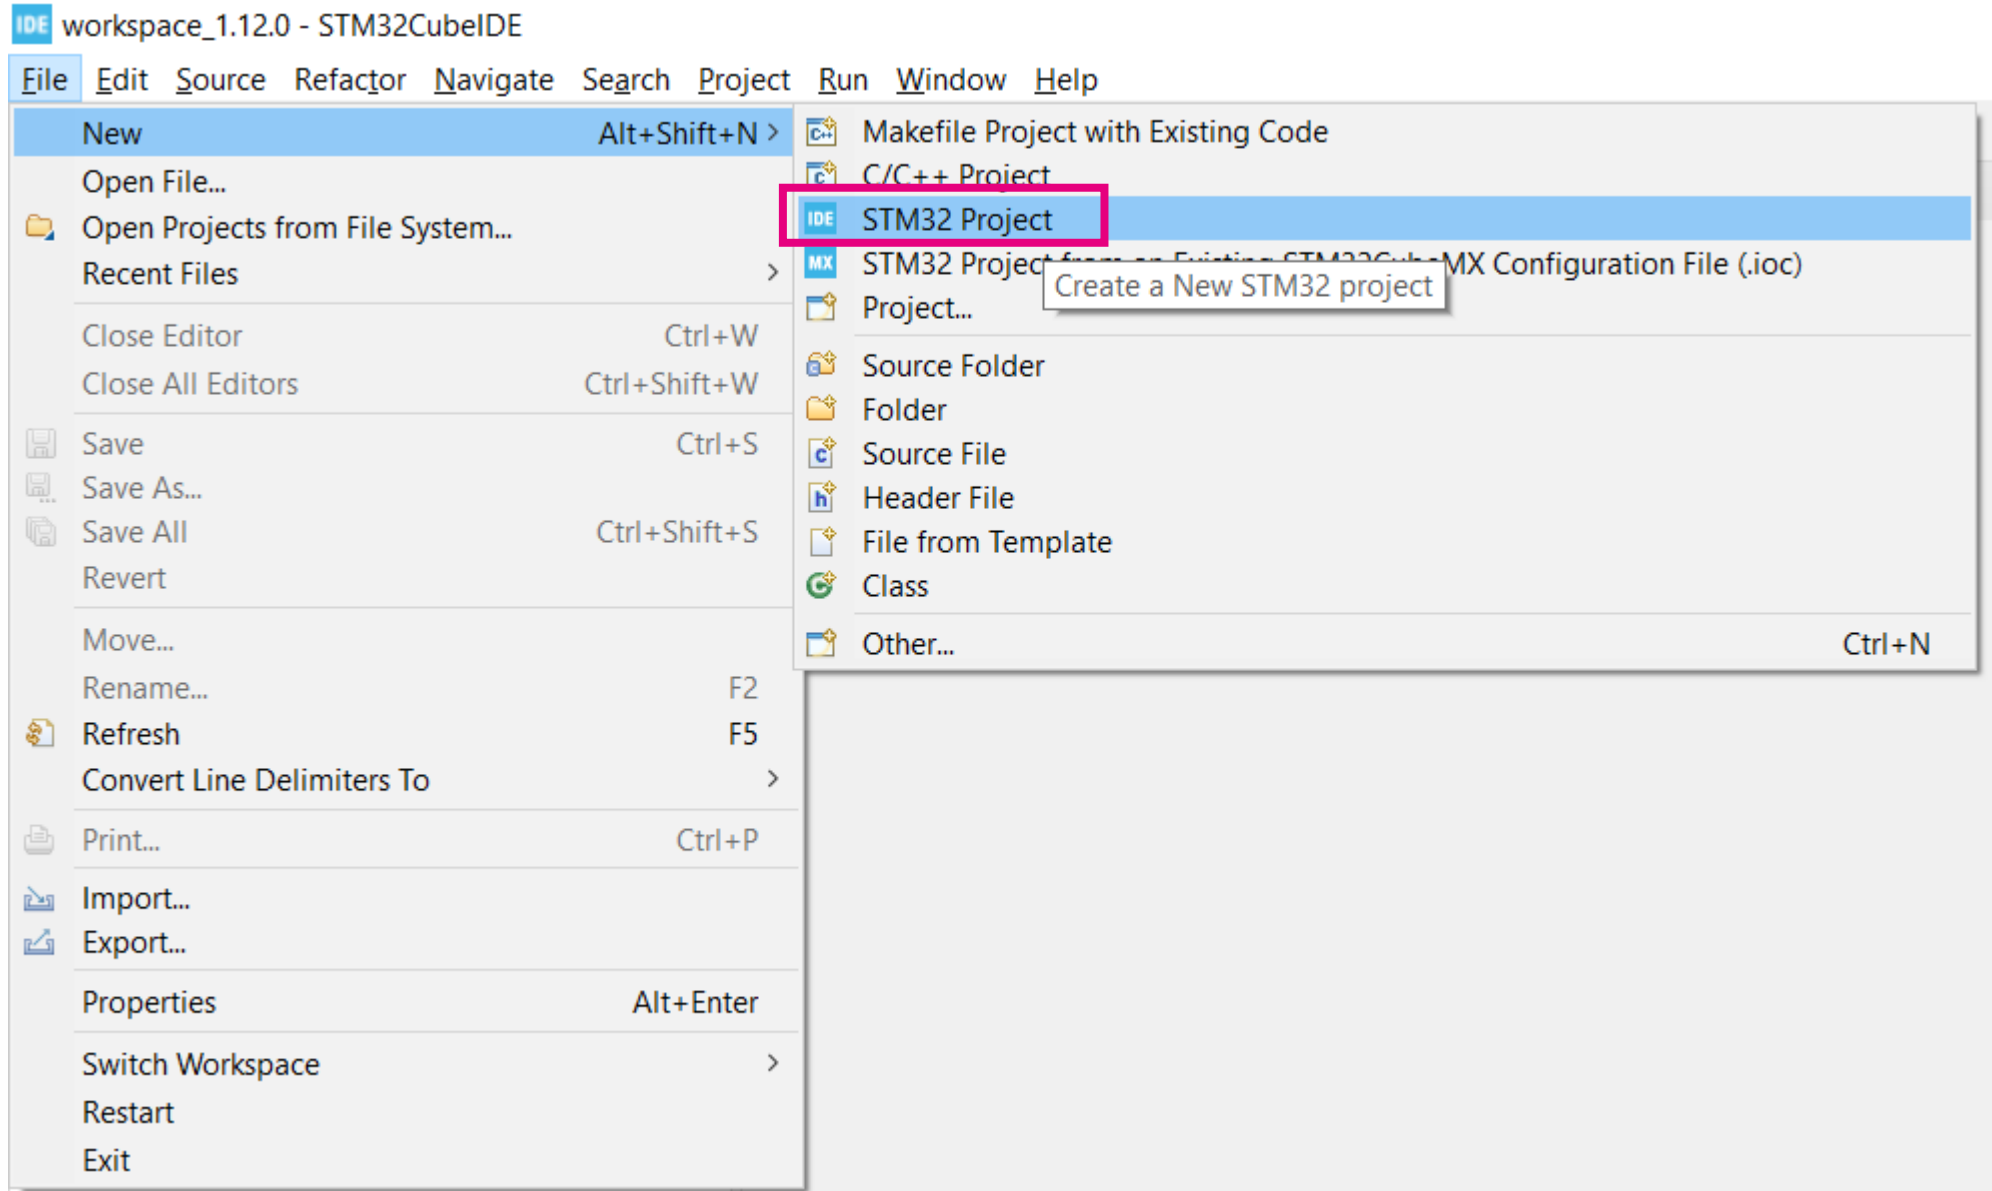 IDE workspace_1.12.0 - STM32CubeIDE
File Edit Source Refactor Navigate Search Project Run Window Help
New Alt+Shift+N >
Open File...
Open Projects from File System...
Recent Files >
Close Editor Ctrl+W
Close All Editors Ctrl+Shift+W
Save Ctrl+S
Save As...
Save All Ctrl+Shift+S
Revert
Move...
Rename... F2
Refresh F5
Convert Line Delimiters To >
Print... Ctrl+P
Import...
Export...
Properties Alt+Enter
Switch Workspace >
Restart
Exit
C++ Makefile Project with Existing Code
C C/C++ Project
IDE STM32 Project
MX STM32 Project from an Existing STM32CubeMX Configuration File (.ioc)
Create a New STM32 project
Project...
C Source Folder
Folder
c Source File
h Header File
File from Template
C Class
Other... Ctrl+N